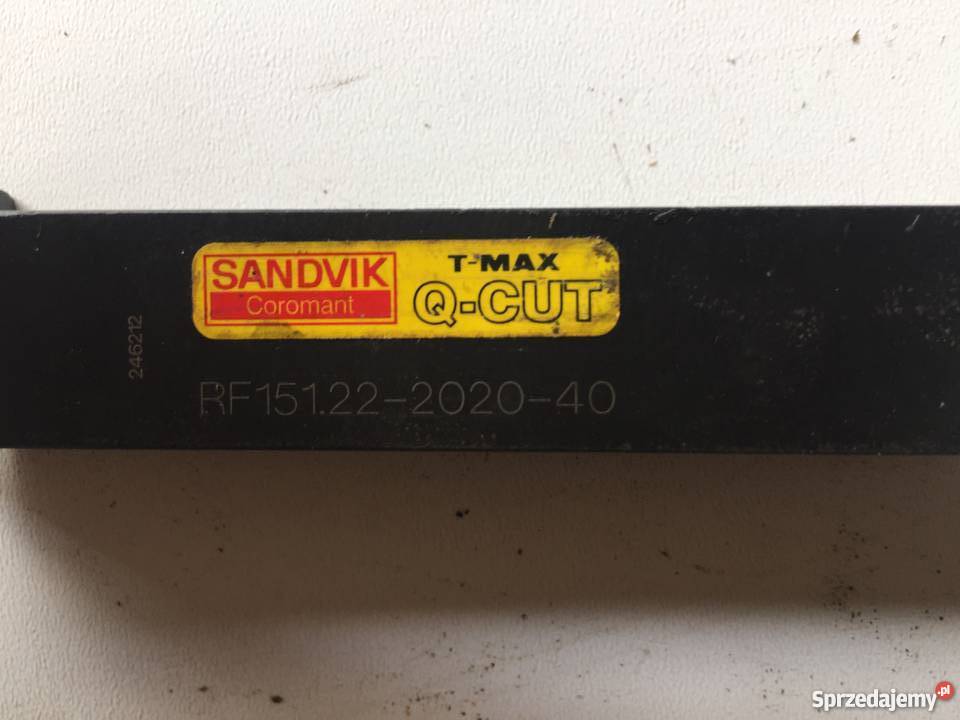 SANDVIK
Coromant
T-MAX
Q-CUT
246212
RF151.22-2020-40
Sprzedajemy.pl